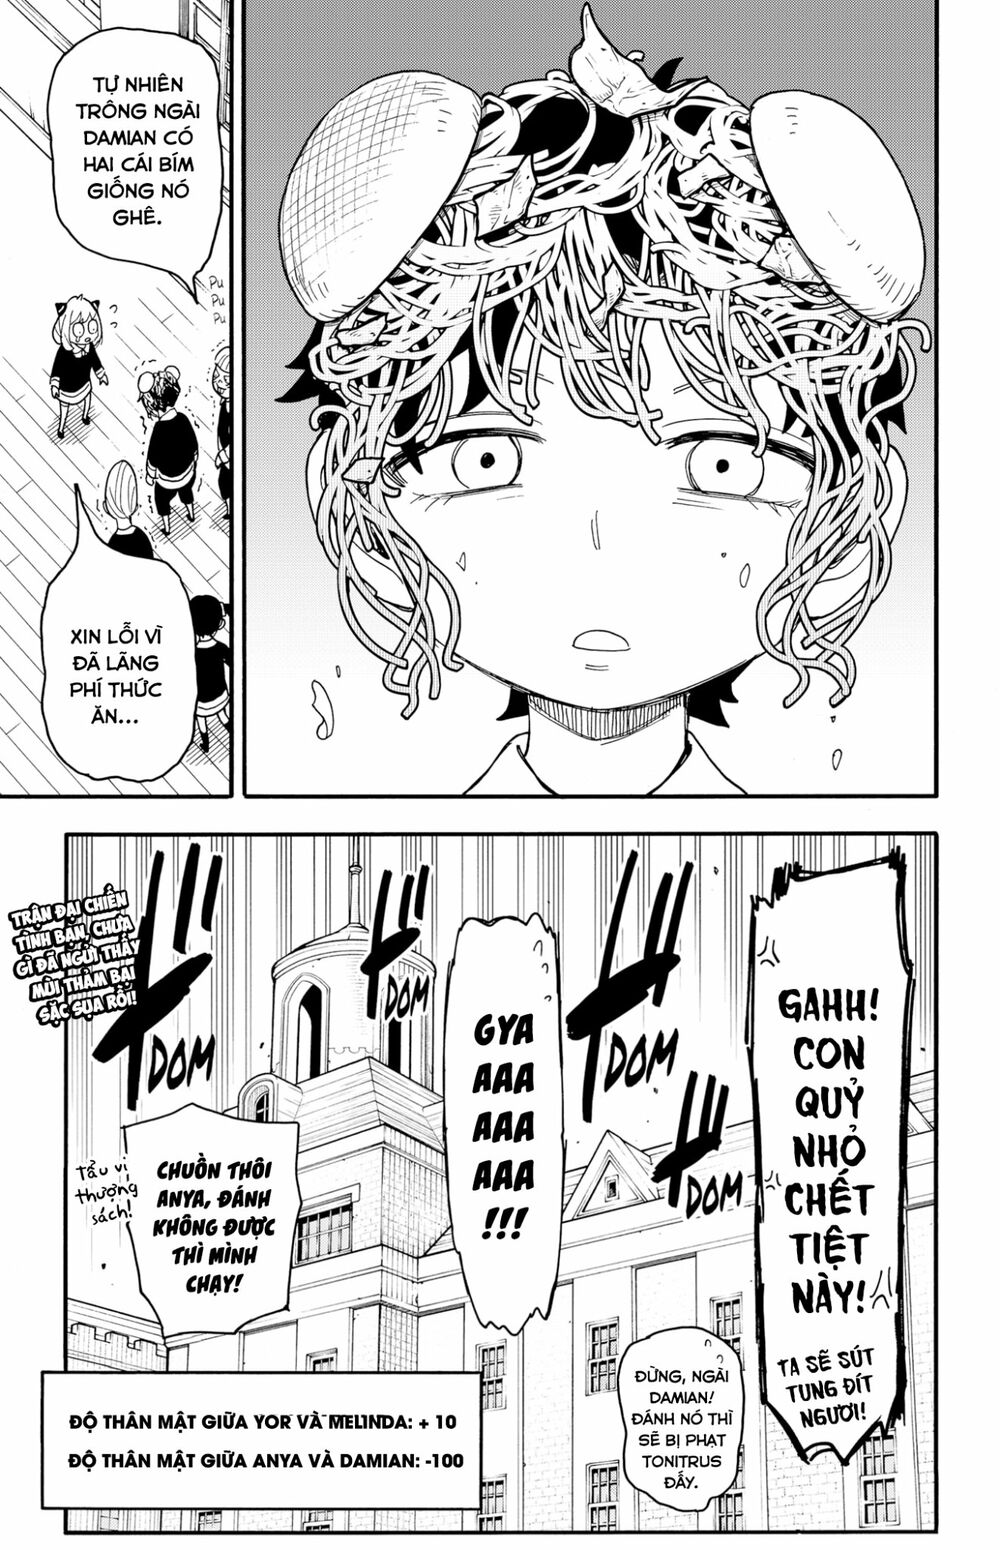 TỰ NHIÊN
TRÔNG NGÀI
DAMIAN CÓ
HAI CÁI BÍM
GIỐNG NÓ
GHÊ.
PU
PU
PU
XIN LỖI VÌ
ĐÃ LÃNG
PHÍ THỨC
ĂN...
GAHH!
CON
QUỶ
NHỎ
CHẾT
TIỆT
NÀY!
TA SẼ SÚT
TUNG ĐÍT
NGƯƠI!
ĐỪNG, NGÀI
DAMIAN!
ĐÁNH NÓ THÌ
SẼ BỊ PHẠT
TONITRUS
ĐẤY.
DOM
DOM
GYA
AAA
AAA
AAA
!!!
DOM
DOM
CHUỒN THÔI
ANYA, ĐÁNH
KHÔNG ĐƯỢC
THÌ MÌNH
CHẠY!
Tẩu vi
thượng
sách!
TRẬN ĐẠI CHIẾN
TÌNH BẠN, CHƯA
GÌ ĐÃ NGỬI THẤY
MÙI THẢM BẠI
SẶC SỤA RỒI!
ĐỘ THÂN MẬT GIỮA YOR VÀ MELINDA: + 10
ĐỘ THÂN MẬT GIỮA ANYA VÀ DAMIAN: -100